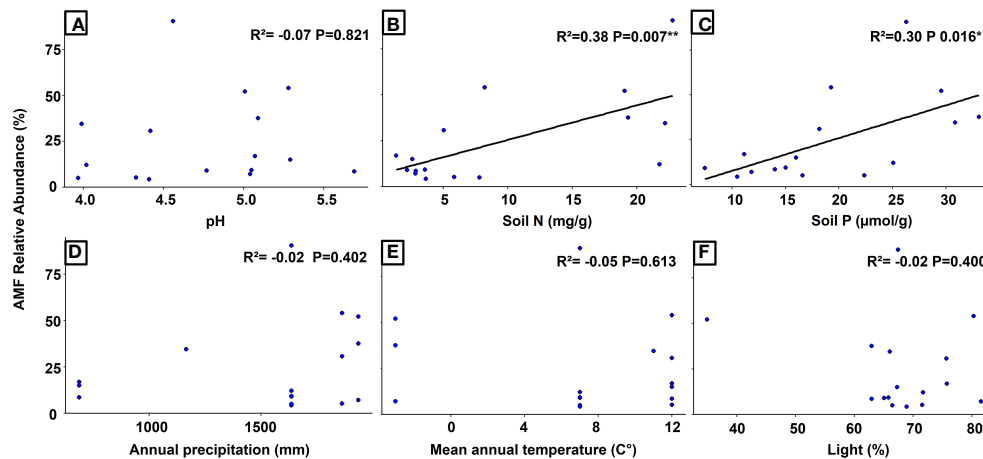 A
R²= -0.07 P=0.821
B
R²=0.38 P=0.007**
C
R²=0.30 P 0.016*
75
50
25
0
4.0 4.5 5.0 5.5
pH
5 10 15 20
Soil N (mg/g)
10 15 20 25 30
Soil P (µmol/g)
AMF Relative Abundance (%)
D
R²= -0.02 P=0.402
E
R²= -0.05 P=0.613
F
R²= -0.02 P=0.400
75
50
25
0
1000 1500
Annual precipitation (mm)
0 4 8 12
Mean annual temperature (C°)
40 50 60 70 80
Light (%)